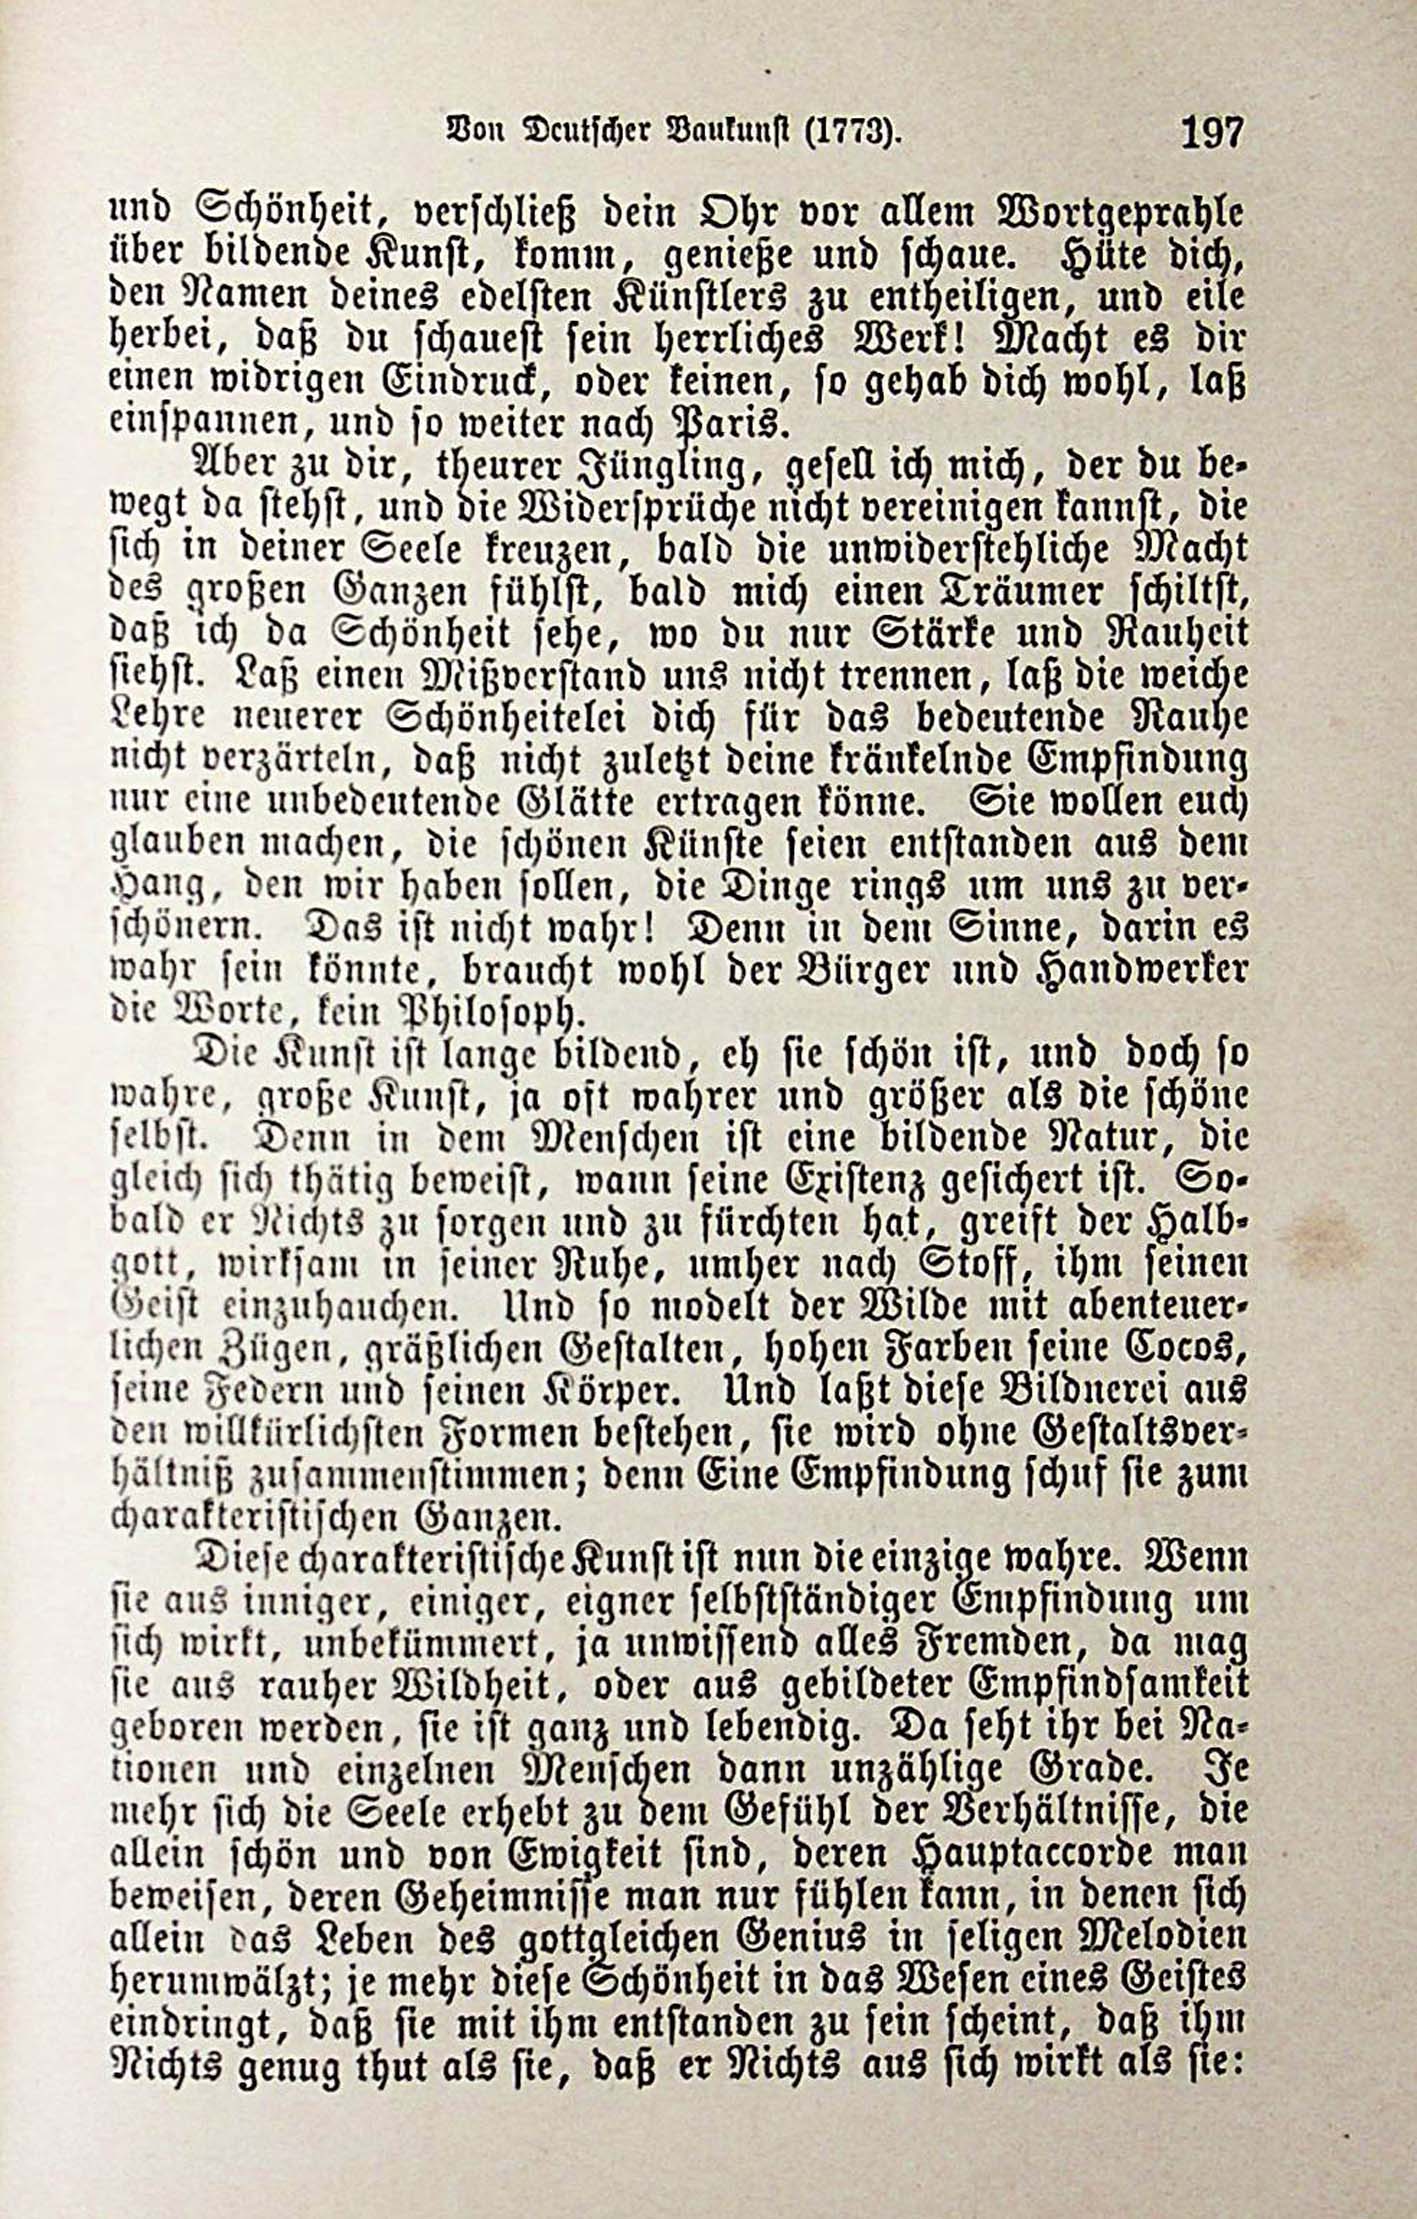 Von Deutscher Baukunst (1773). 197
und Schönheit, verschließ dein Ohr vor allem Wortgeprahle
über bildende Kunst, komm, genieße und schaue. Hüte dich,
den Namen deines edelsten Künstlers zu entheiligen, und eile
herbei, daß du schauest sein herrliches Werk! Macht es dir
einen widrigen Eindruck, oder keinen, so gehab dich wohl, laß
einspannen, und so weiter nach Paris.
Aber zu dir, theurer Jüngling, gesell ich mich, der du be-
wegt da stehst, und die Widersprüche nicht vereinigen kannst, die
sich in deiner Seele kreuzen, bald die unwiderstehliche Macht
des großen Ganzen fühlst, bald mich einen Träumer schiltst,
daß ich da Schönheit sehe, wo du nur Stärke und Rauheit
siehst. Laß einen Mißverstand uns nicht trennen, laß die weiche
Lehre neuerer Schönheitelei dich für das bedeutende Rauhe
nicht verzärteln, daß nicht zuletzt deine kränkelnde Empfindung
nur eine unbedeutende Glätte ertragen könne. Sie wollen euch
glauben machen, die schönen Künste seien entstanden aus dem
Hang, den wir haben sollen, die Dinge rings um uns zu ver-
schönern. Das ist nicht wahr! Denn in dem Sinne, darin es
wahr sein könnte, braucht wohl der Bürger und Handwerker
die Worte, kein Philosoph.
Die Kunst ist lange bildend, eh sie schön ist, und doch so
wahre, große Kunst, ja oft wahrer und größer als die schöne
selbst. Denn in dem Menschen ist eine bildende Natur, die
gleich sich thätig beweist, wann seine Existenz gesichert ist. So-
bald er Nichts zu sorgen und zu fürchten hat, greift der Halb-
gott, wirksam in seiner Ruhe, umher nach Stoff, ihm seinen
Geist einzuhauchen. Und so modelt der Wilde mit abenteuer-
lichen Zügen, gräßlichen Gestalten, hohen Farben seine Cocos,
seine Federn und seinen Körper. Und laßt diese Bildnerei aus
den willkürlichsten Formen bestehen, sie wird ohne Gestaltsver-
hältniß zusammenstimmen; denn Eine Empfindung schuf sie zum
charakteristischen Ganzen.
Diese charakteristische Kunst ist nun die einzige wahre. Wenn
sie aus inniger, einiger, eigner selbstständiger Empfindung um
sich wirkt, unbekümmert, ja unwissend alles Fremden, da mag
sie aus rauher Wildheit, oder aus gebildeter Empfindsamkeit
geboren werden, sie ist ganz und lebendig. Da seht ihr bei Na-
tionen und einzelnen Menschen dann unzählige Grade. Je
mehr sich die Seele erhebt zu dem Gefühl der Verhältnisse, die
allein schön und von Ewigkeit sind, deren Hauptaccorde man
beweisen, deren Geheimnisse man nur fühlen kann, in denen sich
allein das Leben des gottgleichen Genius in seligen Melodien
herumwälzt; je mehr diese Schönheit in das Wesen eines Geistes
eindringt, daß sie mit ihm entstanden zu sein scheint, daß ihm
Nichts genug thut als sie, daß er Nichts aus sich wirkt als sie: